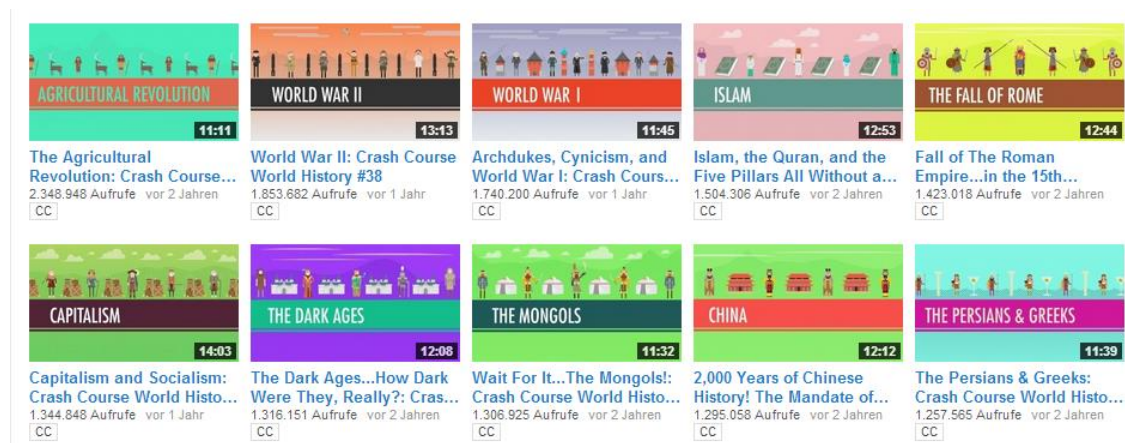 AGRICULTURAL REVOLUTION
11:11
The Agricultural
Revolution: Crash Course...
2.348.948 Aufrufe vor 2 Jahren
CC
WORLD WAR II
13:13
World War II: Crash Course
World History #38
1.853.682 Aufrufe vor 1 Jahr
CC
WORLD WAR I
11:45
Archdukes, Cynicism, and
World War I: Crash Cours...
1.740.200 Aufrufe vor 1 Jahr
CC
ISLAM
12:53
Islam, the Quran, and the
Five Pillars All Without a...
1.504.306 Aufrufe vor 2 Jahren
CC
THE FALL OF ROME
12:44
Fall of The Roman
Empire...in the 15th...
1.423.018 Aufrufe vor 2 Jahren
CC
CAPITALISM
14:03
Capitalism and Socialism:
Crash Course World Histo...
1.344.848 Aufrufe vor 1 Jahr
CC
THE DARK AGES
12:08
The Dark Ages...How Dark
Were They, Really?: Cras...
1.316.151 Aufrufe vor 2 Jahren
CC
THE MONGOLS
11:32
Wait For It...The Mongols!:
Crash Course World Histo...
1.306.925 Aufrufe vor 2 Jahren
CC
CHINA
12:12
2,000 Years of Chinese
History! The Mandate of...
1.295.058 Aufrufe vor 2 Jahren
CC
THE PERSIANS & GREEKS
11:39
The Persians & Greeks:
Crash Course World Histo...
1.257.565 Aufrufe vor 2 Jahren
CC